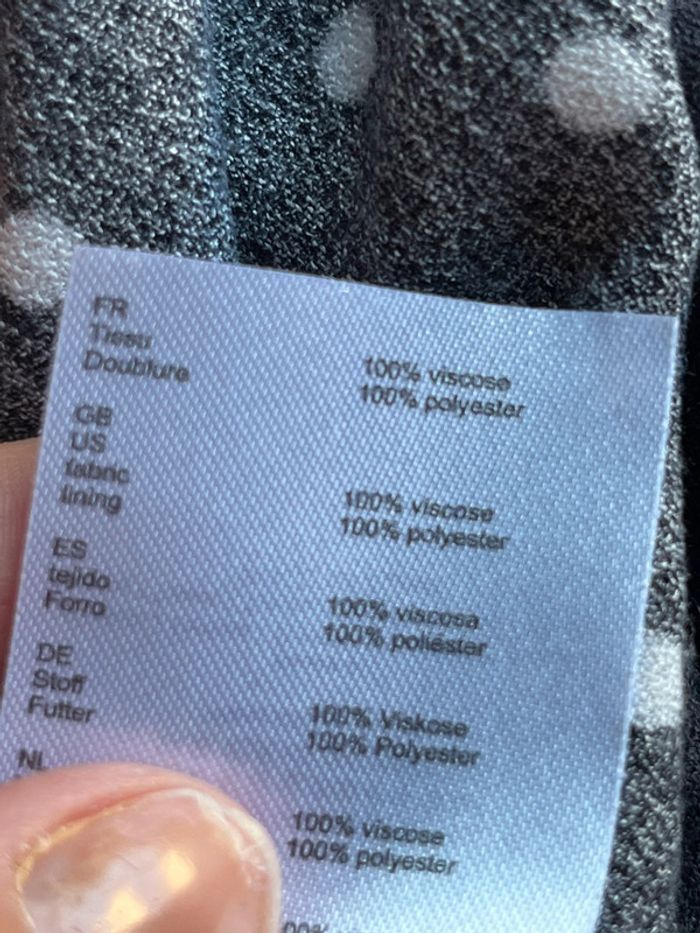 FR
Tissu 100% viscose
Doublure 100% polyester
GB
US
fabric 100% viscose
lining 100% polyester
ES
tejido 100% viscosa
Forro 100% poliéster
DE
Stoff 100% Viskose
Futter 100% Polyester
NL
100% viscose
100% polyester